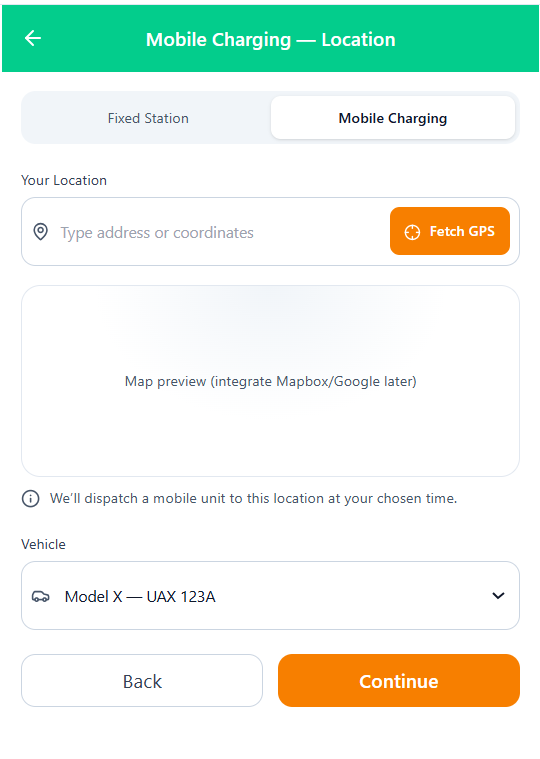 Mobile Charging — Location
Fixed Station
Mobile Charging
Your Location
Type address or coordinates
Fetch GPS
Map preview (integrate Mapbox/Google later)
We’ll dispatch a mobile unit to this location at your chosen time.
Vehicle
Model X — UAX 123A
Back
Continue